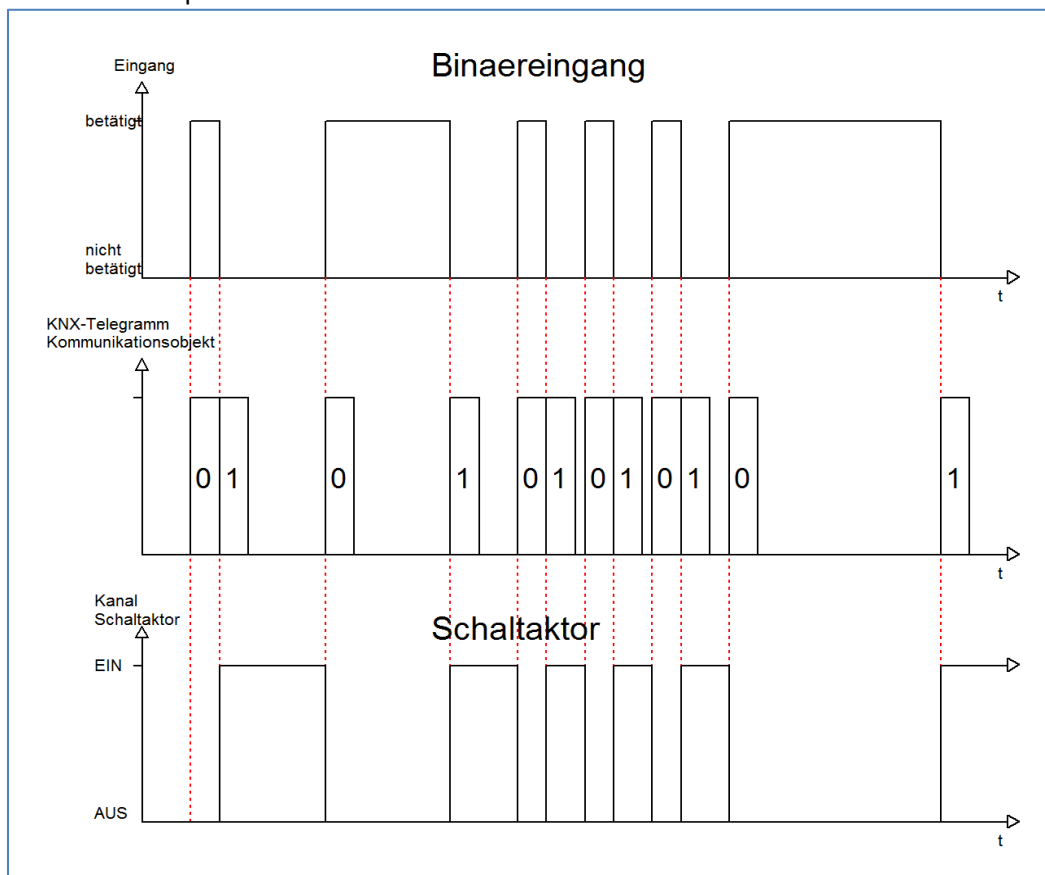 Binaereingang
Eingang
betätigt
nicht
betätigt
t
KNX-Telegramm
Kommunikationsobjekt
0 1 0 1 0 1 0 1 0 1 0 1
t
Kanal
Schaltaktor
Schaltaktor
EIN
AUS
t